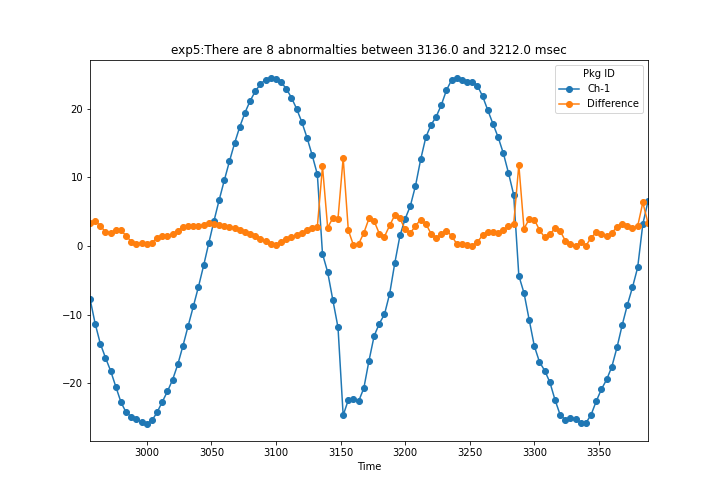 exp5:There are 8 abnormalties between 3136.0 and 3212.0 msec
Pkg ID
Ch-1
Difference
20
10
0
−10
−20
3000
3050
3100
3150
3200
3250
3300
3350
Time